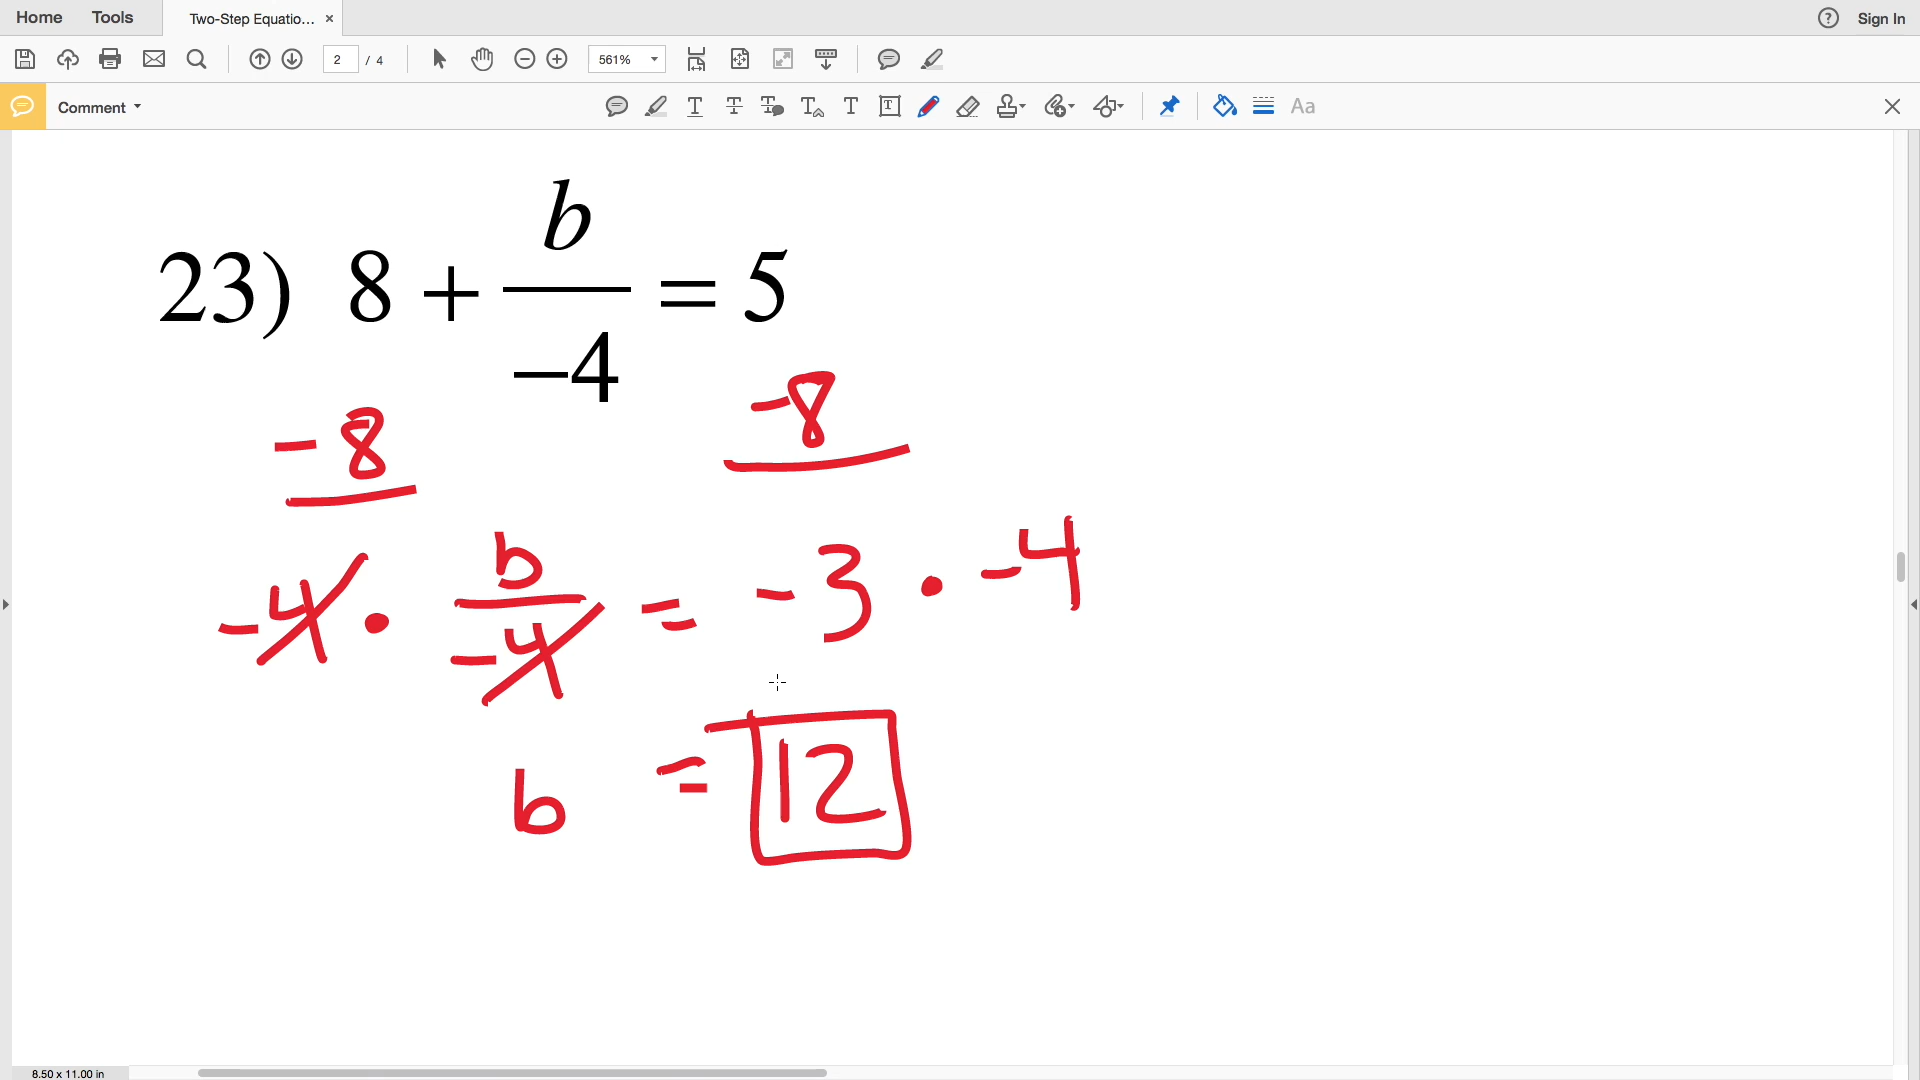 Home Tools Two-Step Equatio... × ? Sign In
2 / 4 561%
Comment T T T T T T Aa
b
23) 8 + — = 5
−4
-8 -8
b
-4 • — = -3 • -4
-4
b = 12
8.50 x 11.00 in